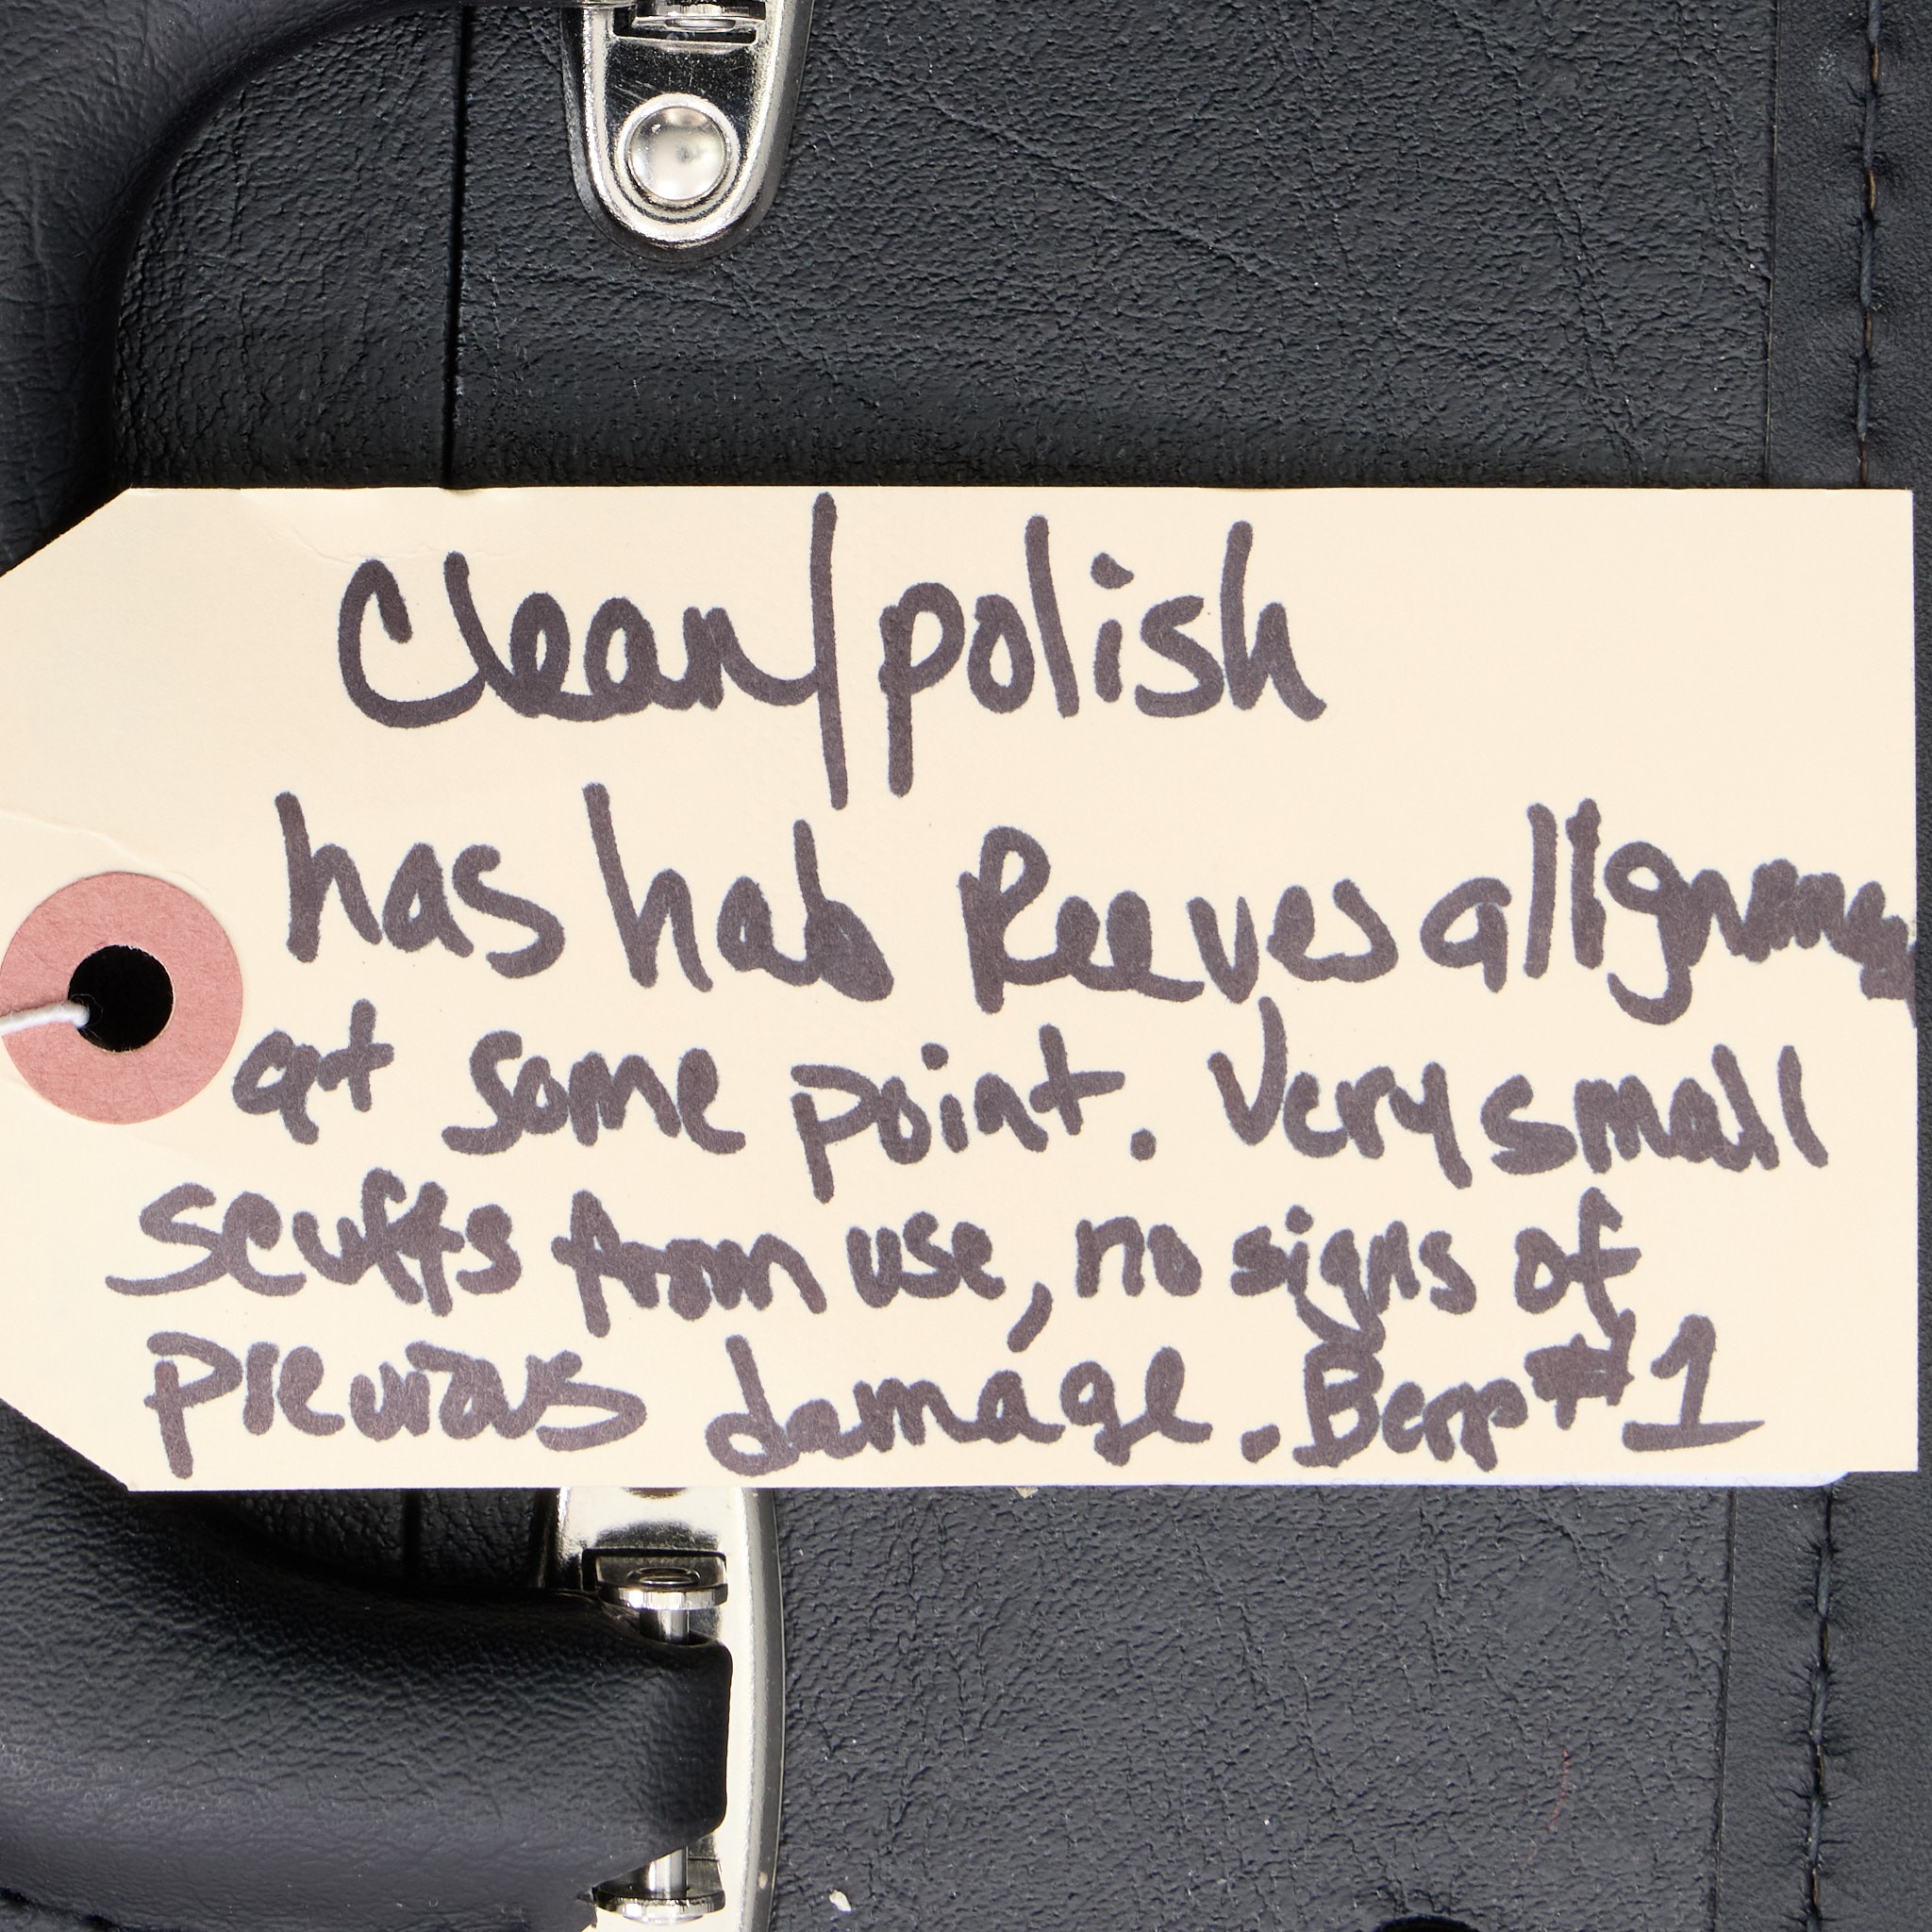 clean/polish
has had Reeves allignmen
at some point. Very small
scuffs from use, no signs of
previous damage. Berp #1